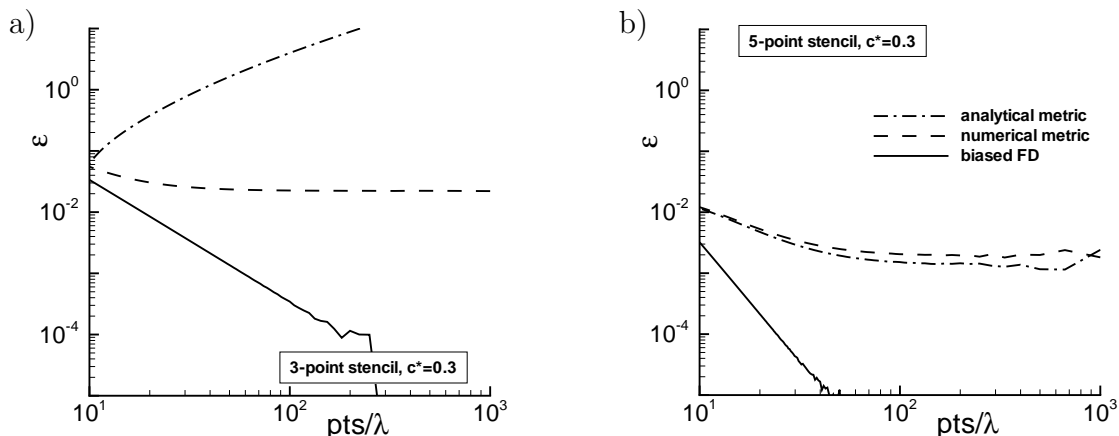 a)
ε
10⁰
10⁻²
10⁻⁴
10¹
10²
10³
pts/λ
3-point stencil, c*=0.3
b)
5-point stencil, c*=0.3
analytical metric
numerical metric
biased FD
ε
10⁰
10⁻²
10⁻⁴
10¹
10²
10³
pts/λ